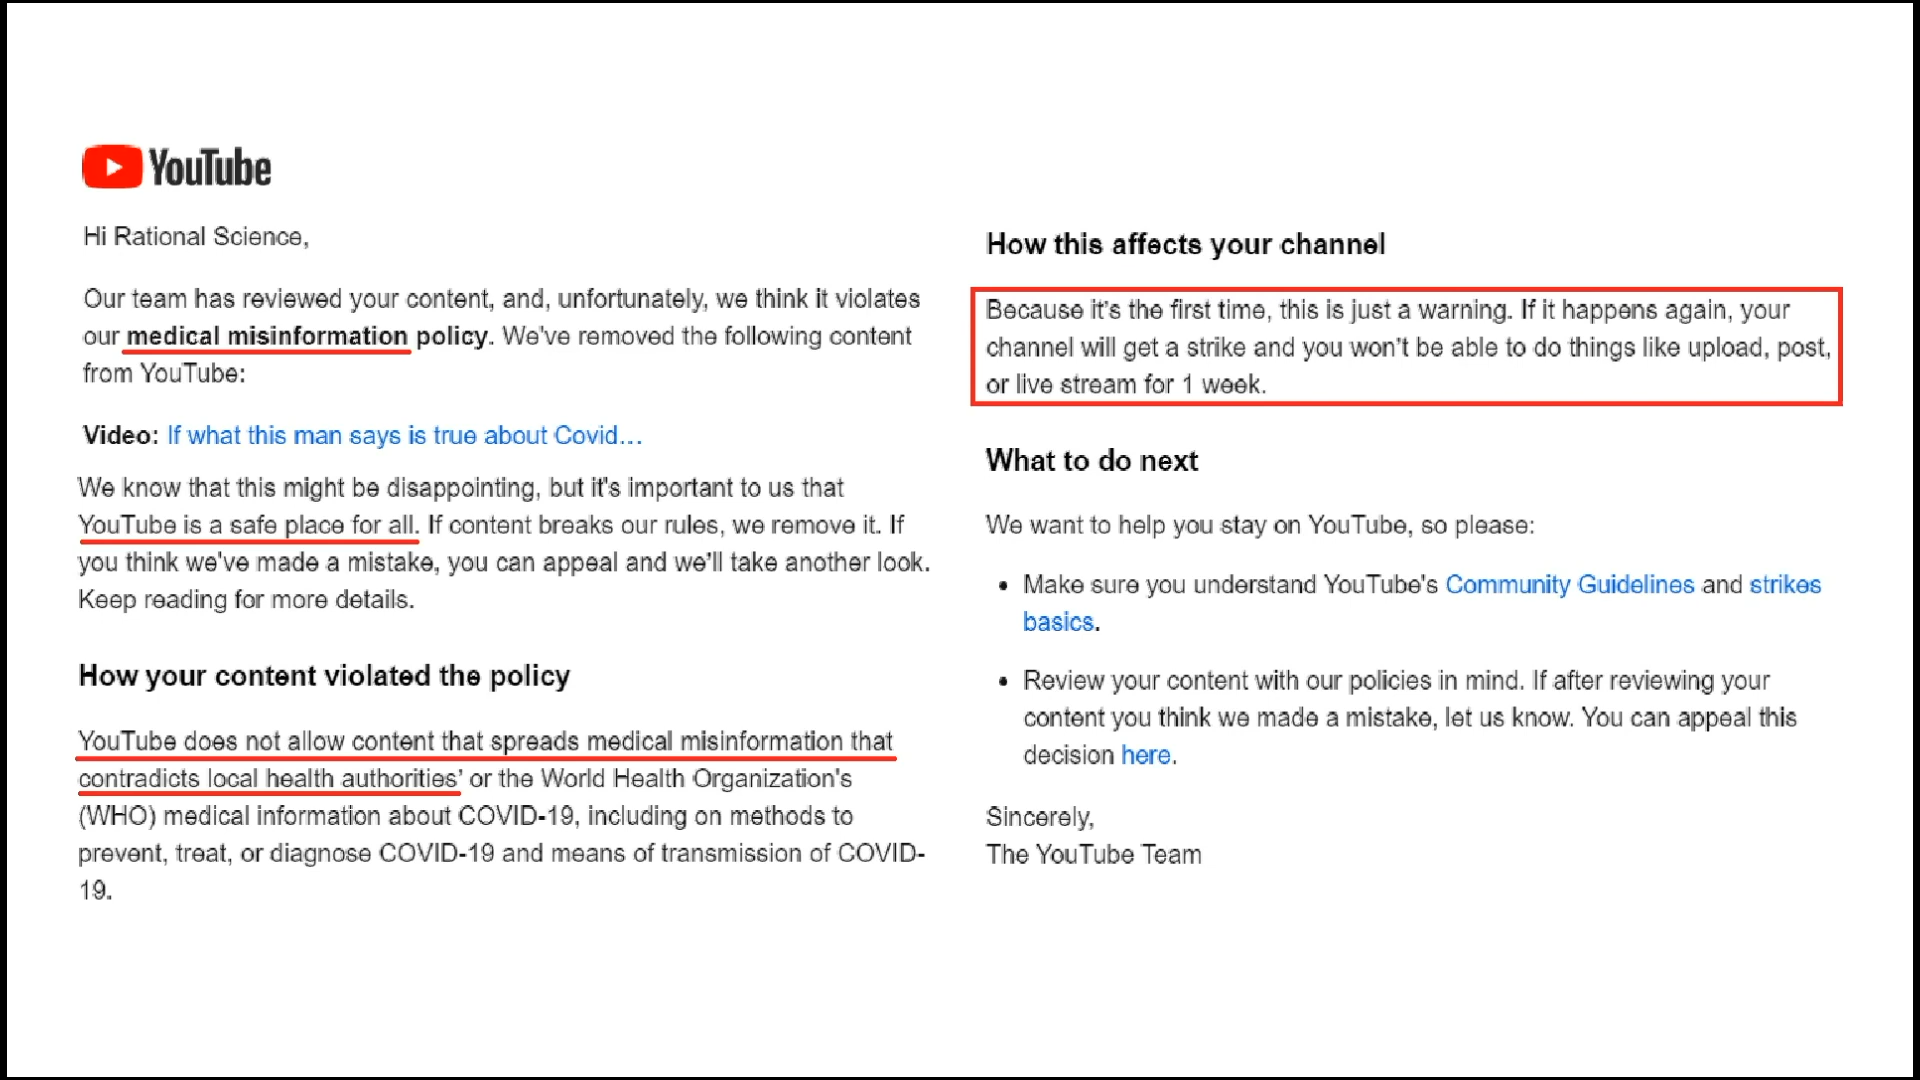 YouTube
Hi Rational Science,
Our team has reviewed your content, and, unfortunately, we think it violates
our medical misinformation policy. We've removed the following content
from YouTube:
Video: If what this man says is true about Covid...
We know that this might be disappointing, but it's important to us that
YouTube is a safe place for all. If content breaks our rules, we remove it. If
you think we've made a mistake, you can appeal and we'll take another look.
Keep reading for more details.
How your content violated the policy
YouTube does not allow content that spreads medical misinformation that
contradicts local health authorities' or the World Health Organization's
(WHO) medical information about COVID-19, including on methods to
prevent, treat, or diagnose COVID-19 and means of transmission of COVID-
19.
How this affects your channel
Because it's the first time, this is just a warning. If it happens again, your
channel will get a strike and you won't be able to do things like upload, post,
or live stream for 1 week.
What to do next
We want to help you stay on YouTube, so please:
• Make sure you understand YouTube's Community Guidelines and strikes
basics.
• Review your content with our policies in mind. If after reviewing your
content you think we made a mistake, let us know. You can appeal this
decision here.
Sincerely,
The YouTube Team